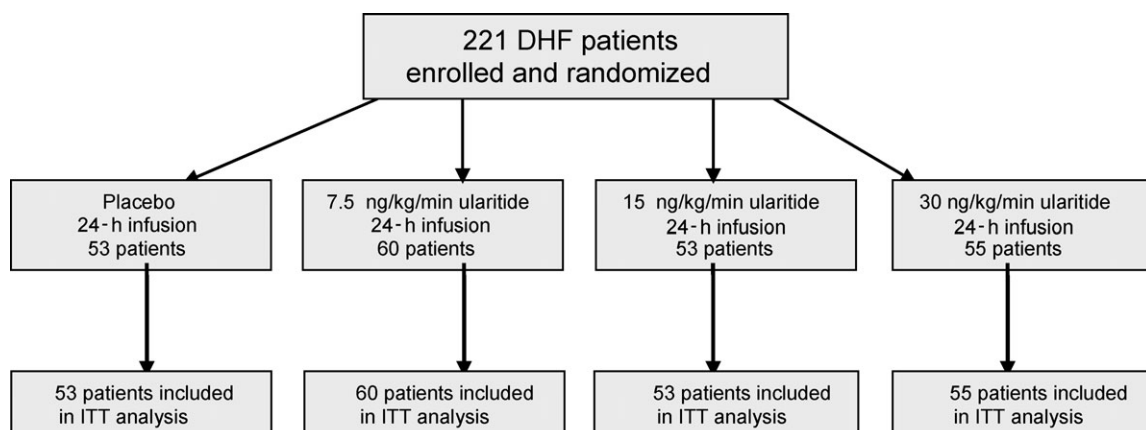 221 DHF patients
enrolled and randomized
Placebo
24-h infusion
53 patients
7.5 ng/kg/min ularitide
24-h infusion
60 patients
15 ng/kg/min ularitide
24-h infusion
53 patients
30 ng/kg/min ularitide
24-h infusion
55 patients
53 patients included
in ITT analysis
60 patients included
in ITT analysis
53 patients included
in ITT analysis
55 patients included
in ITT analysis